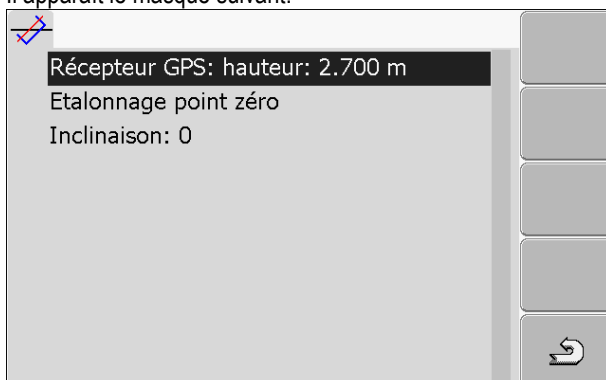 Il apparaît le masque suivant:
Récepteur GPS: hauteur: 2.700 m
Etalonnage point zéro
Inclinaison: 0